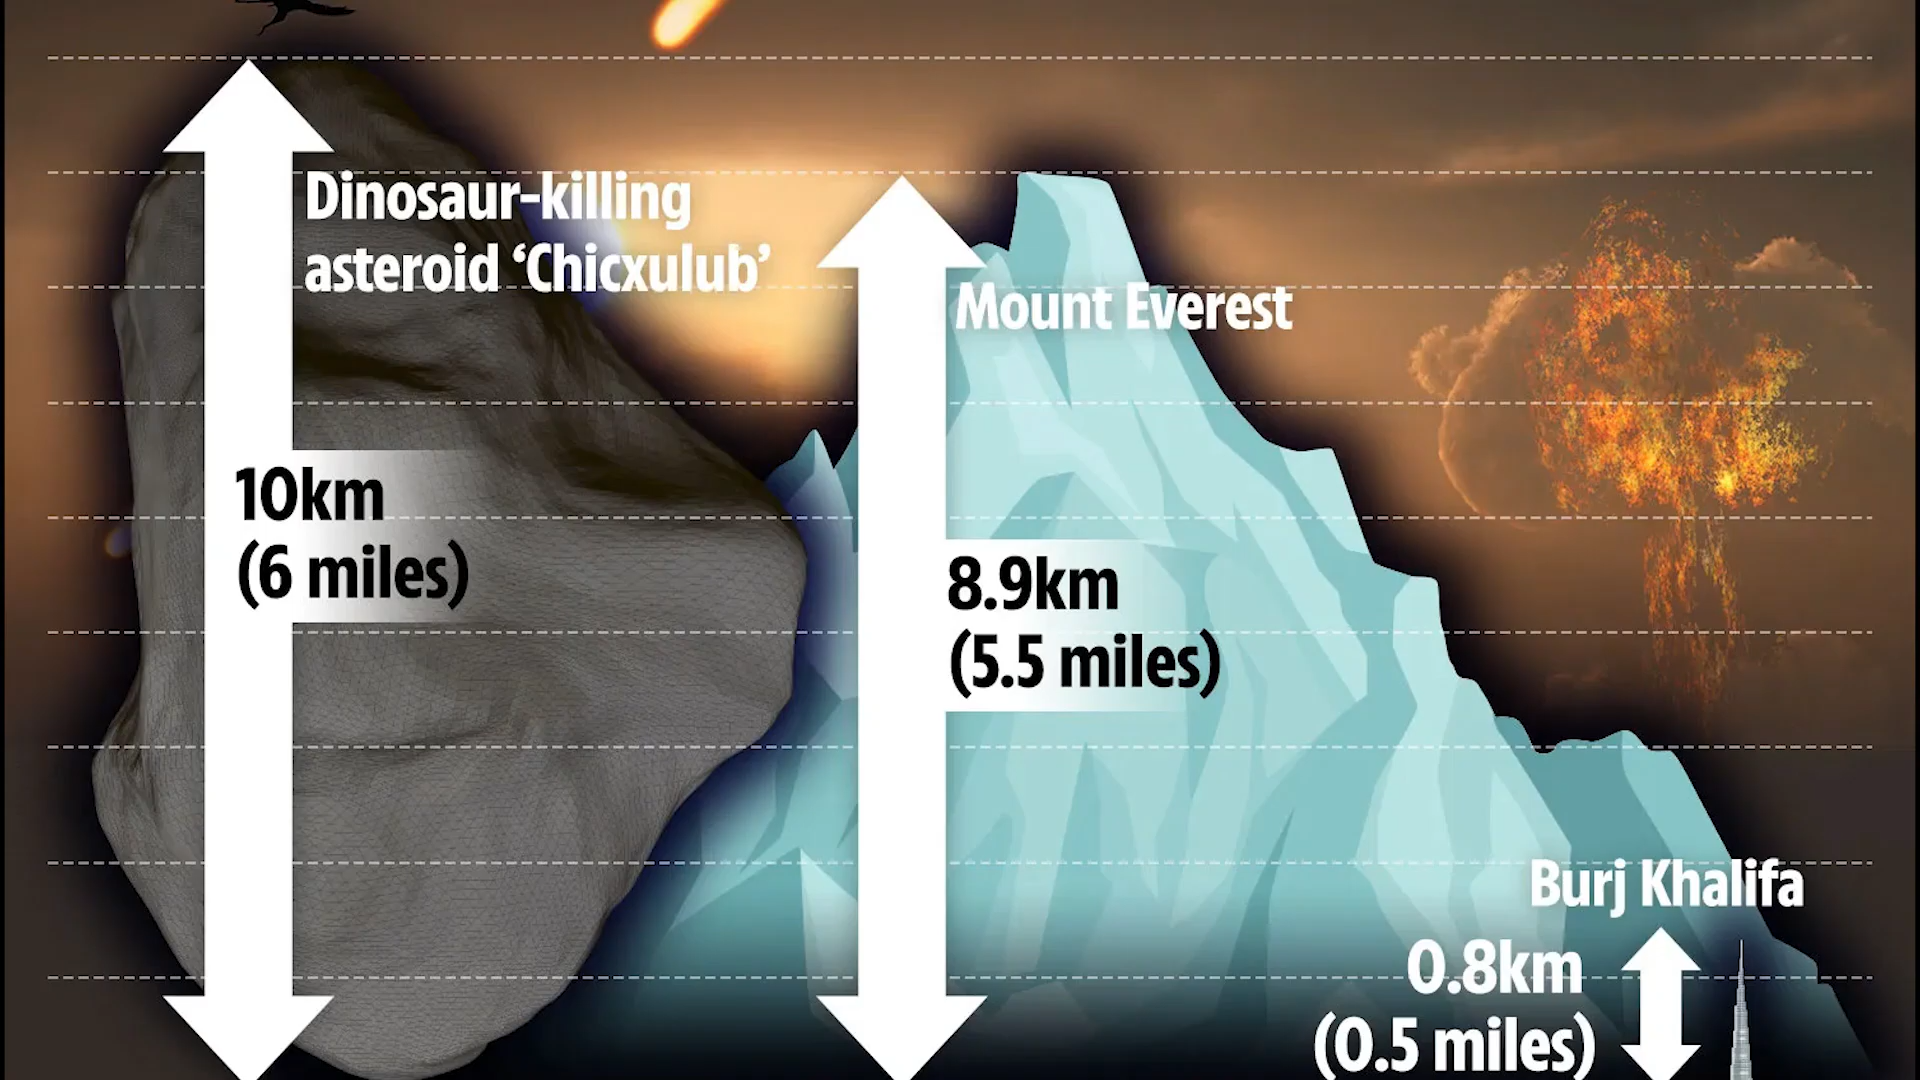 Dinosaur-killing
asteroid ‘Chicxulub’
10km
(6 miles)
Mount Everest
8.9km
(5.5 miles)
Burj Khalifa
0.8km
(0.5 miles)